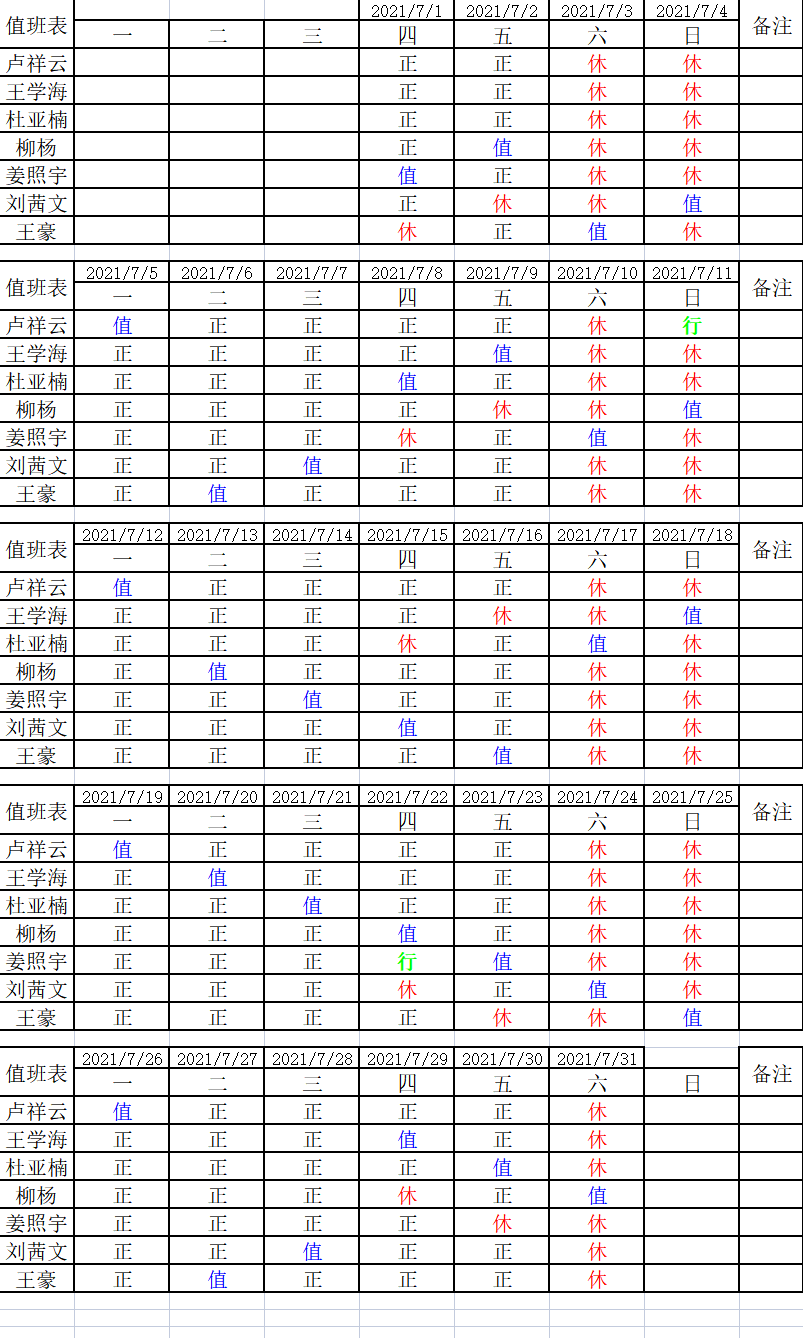 2021/7/1 2021/7/2 2021/7/3 2021/7/4
值班表 一 二 三 四 五 六 日 备注
卢祥云 正 正 休 休
王学海 正 正 休 休
杜亚楠 正 正 休 休
柳杨 正 值 休 休
姜照宇 值 正 休 休
刘茜文 正 休 休 值
王豪 休 正 值 休
2021/7/5 2021/7/6 2021/7/7 2021/7/8 2021/7/9 2021/7/10 2021/7/11
值班表 一 二 三 四 五 六 日 备注
卢祥云 值 正 正 正 正 休 行
王学海 正 正 正 正 值 休 休
杜亚楠 正 正 正 值 正 休 休
柳杨 正 正 正 正 休 休 值
姜照宇 正 正 正 休 正 值 休
刘茜文 正 正 值 正 正 休 休
王豪 正 值 正 正 正 休 休
2021/7/12 2021/7/13 2021/7/14 2021/7/15 2021/7/16 2021/7/17 2021/7/18
值班表 一 二 三 四 五 六 日 备注
卢祥云 值 正 正 正 正 休 休
王学海 正 正 正 正 休 休 值
杜亚楠 正 正 正 休 正 值 休
柳杨 正 值 正 正 正 休 休
姜照宇 正 正 值 正 正 休 休
刘茜文 正 正 正 值 正 休 休
王豪 正 正 正 正 值 休 休
2021/7/19 2021/7/20 2021/7/21 2021/7/22 2021/7/23 2021/7/24 2021/7/25
值班表 一 二 三 四 五 六 日 备注
卢祥云 值 正 正 正 正 休 休
王学海 正 值 正 正 正 休 休
杜亚楠 正 正 值 正 正 休 休
柳杨 正 正 正 值 正 休 休
姜照宇 正 正 正 行 值 休 休
刘茜文 正 正 正 休 正 值 休
王豪 正 正 正 正 休 休 值
2021/7/26 2021/7/27 2021/7/28 2021/7/29 2021/7/30 2021/7/31
值班表 一 二 三 四 五 六 日 备注
卢祥云 值 正 正 正 正 休
王学海 正 正 正 值 正 休
杜亚楠 正 正 正 正 值 休
柳杨 正 正 正 休 正 值
姜照宇 正 正 正 正 休 休
刘茜文 正 正 值 正 正 休
王豪 正 值 正 正 正 休